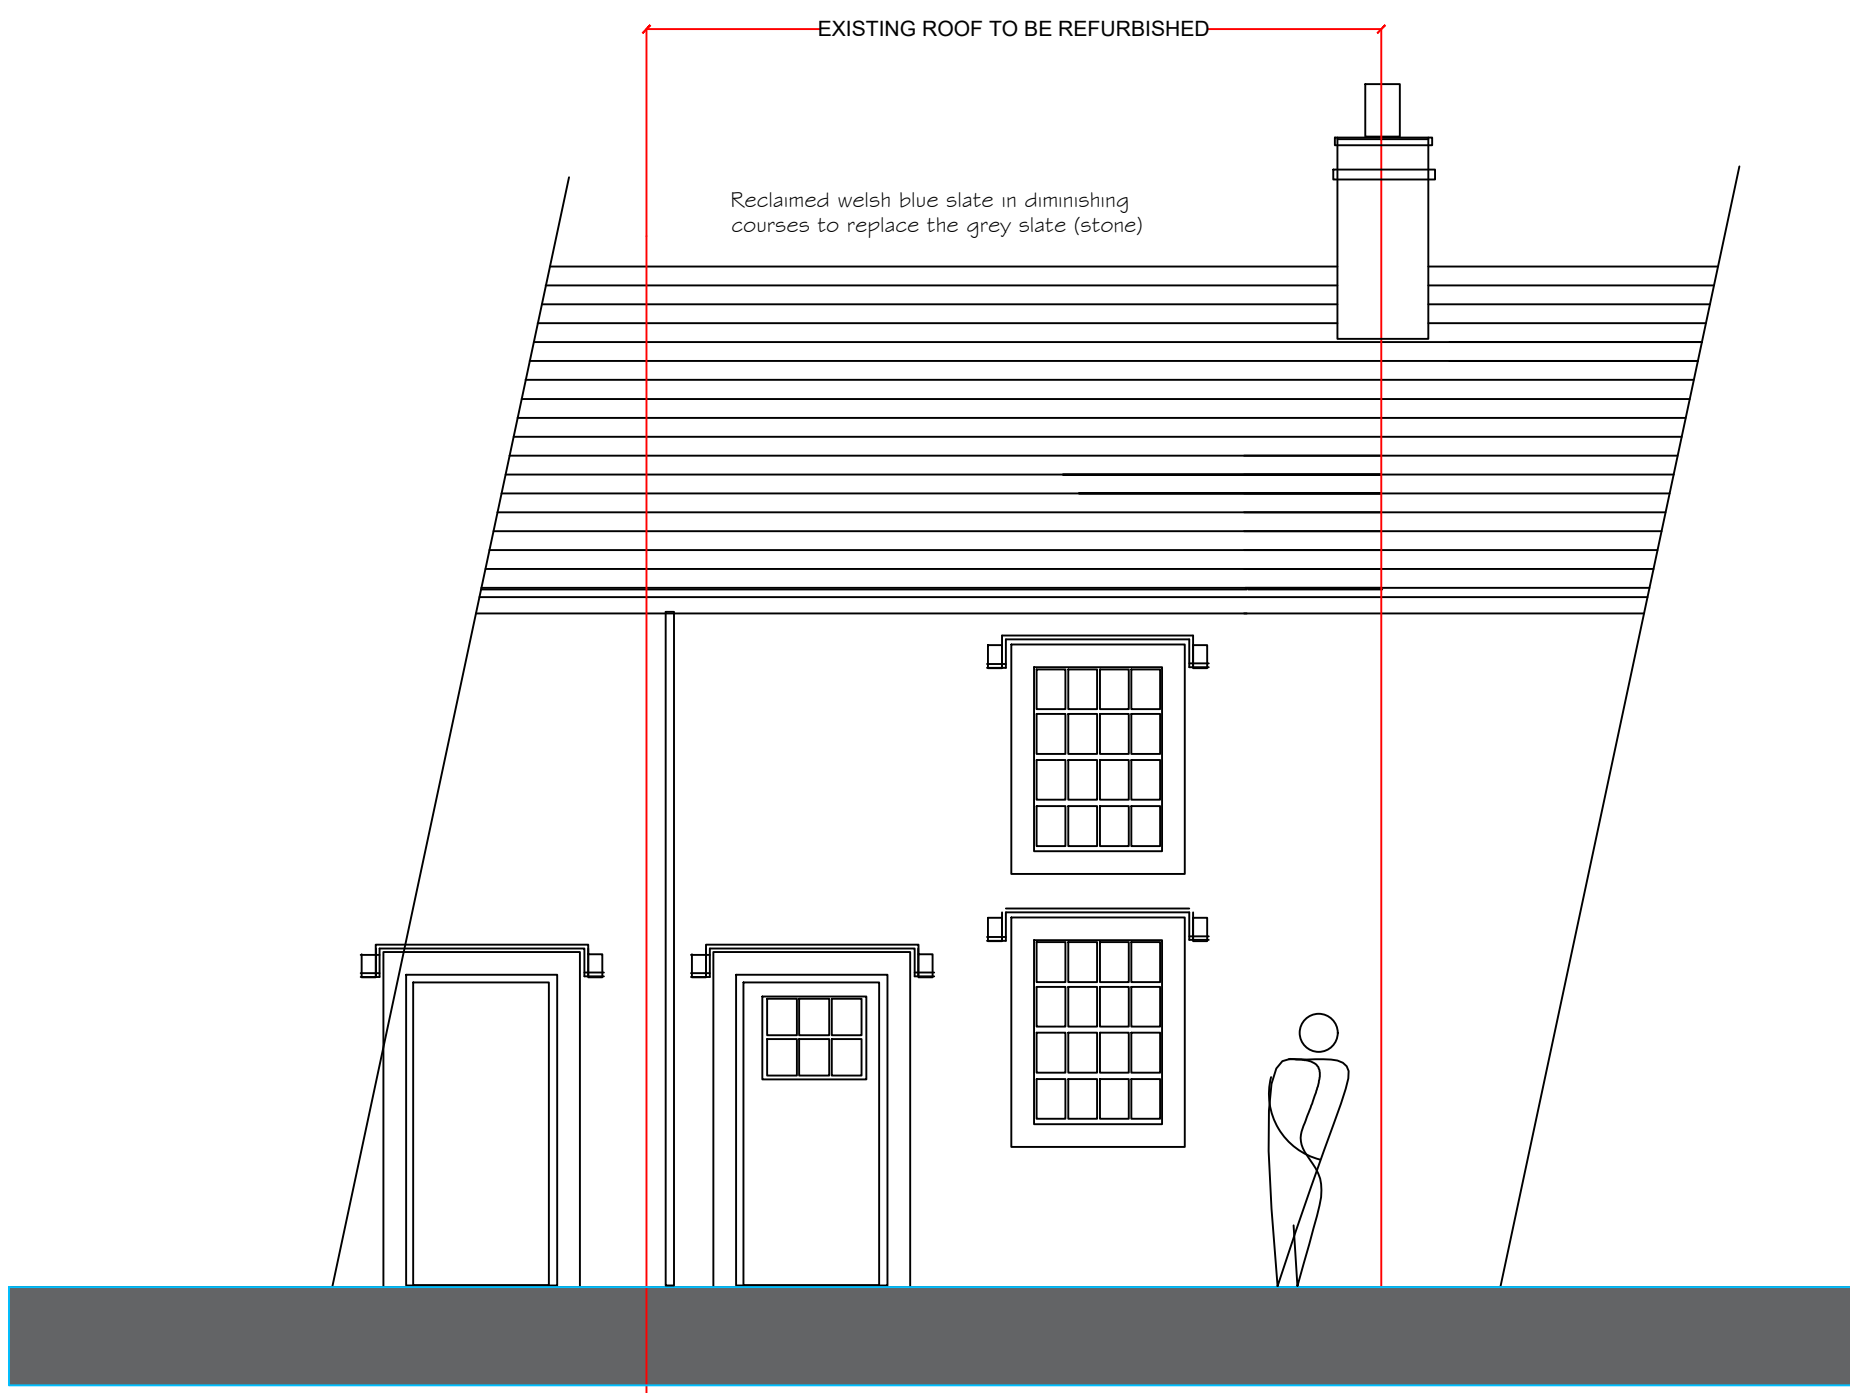 EXISTING ROOF TO BE REFURBISHED
Reclaimed welsh blue slate in diminishing
courses to replace the grey slate (stone)